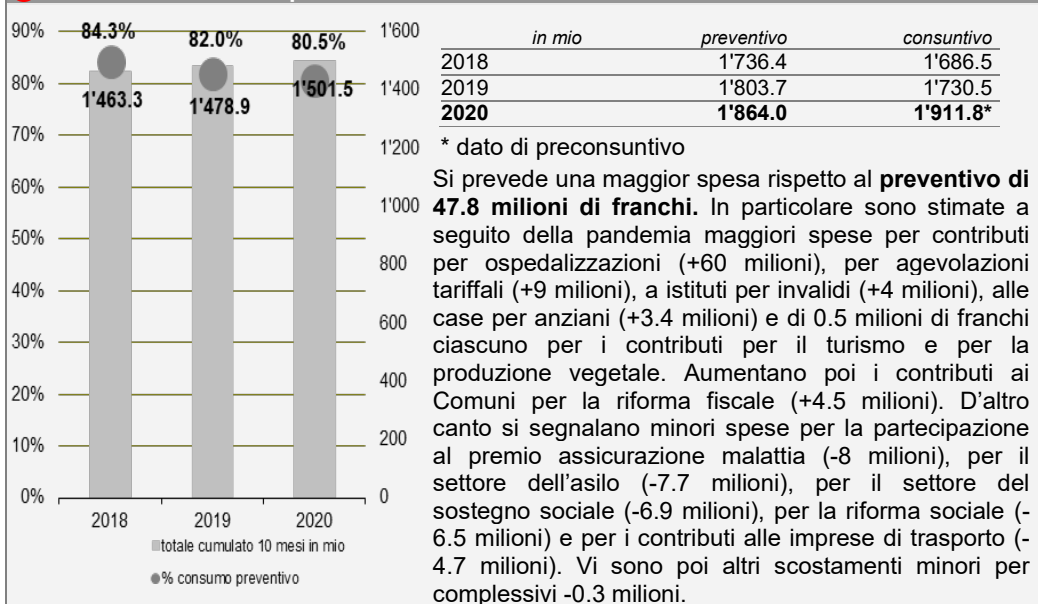 90%
84.3%
82.0%
80.5%
1'600
80%
1'463.3
1'478.9
1'501.5
1'400
70%
1'200
60%
1'000
50%
800
40%
600
30%
400
20%
200
10%
0%
0
2018
2019
2020
totale cumulato 10 mesi in mio
% consumo preventivo
in mio preventivo consuntivo
2018 1'736.4 1'686.5
2019 1'803.7 1'730.5
2020 1'864.0 1'911.8*
* dato di preconsuntivo
Si prevede una maggior spesa rispetto al preventivo di
47.8 milioni di franchi. In particolare sono stimate a
seguito della pandemia maggiori spese per contributi
per ospedalizzazioni (+60 milioni), per agevolazioni
tariffali (+9 milioni), a istituti per invalidi (+4 milioni), alle
case per anziani (+3.4 milioni) e di 0.5 milioni di franchi
ciascuno per i contributi per il turismo e per la
produzione vegetale. Aumentano poi i contributi ai
Comuni per la riforma fiscale (+4.5 milioni). D'altro
canto si segnalano minori spese per la partecipazione
al premio assicurazione malattia (-8 milioni), per il
settore dell'asilo (-7.7 milioni), per il settore del
sostegno sociale (-6.9 milioni), per la riforma sociale (-
6.5 milioni) e per i contributi alle imprese di trasporto (-
4.7 milioni). Vi sono poi altri scostamenti minori per
complessivi -0.3 milioni.